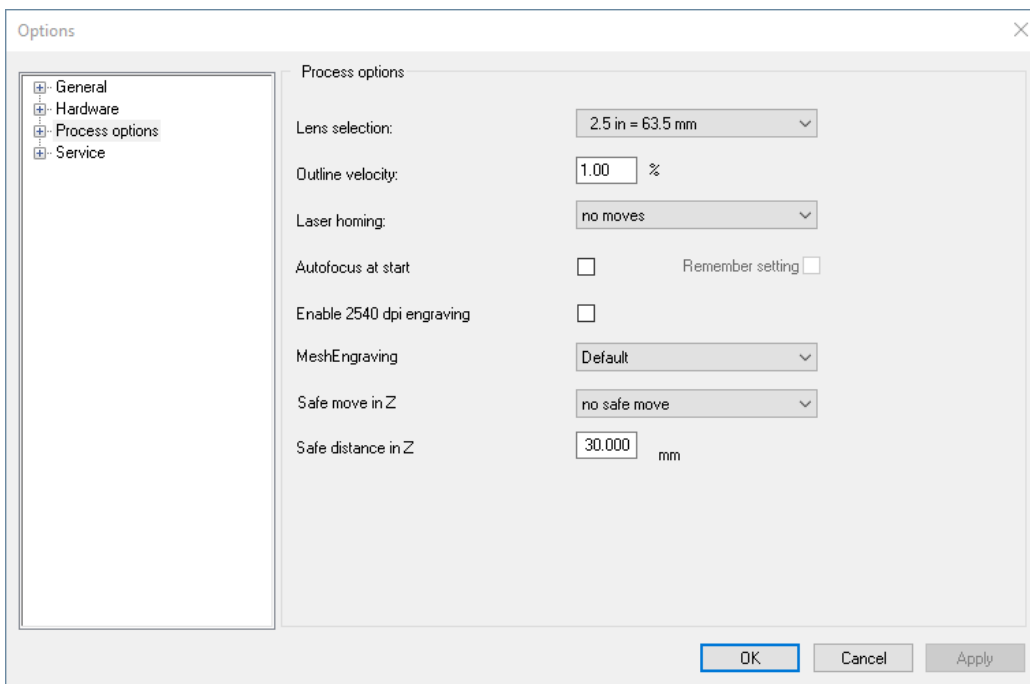 Options
General
Hardware
Process options
Service
Process options
Lens selection: 2.5 in = 63.5 mm
Outline velocity: 1.00 %
Laser homing: no moves
Autofocus at start Remember setting
Enable 2540 dpi engraving
MeshEngraving Default
Safe move in Z no safe move
Safe distance in Z 30.000 mm
OK Cancel Apply